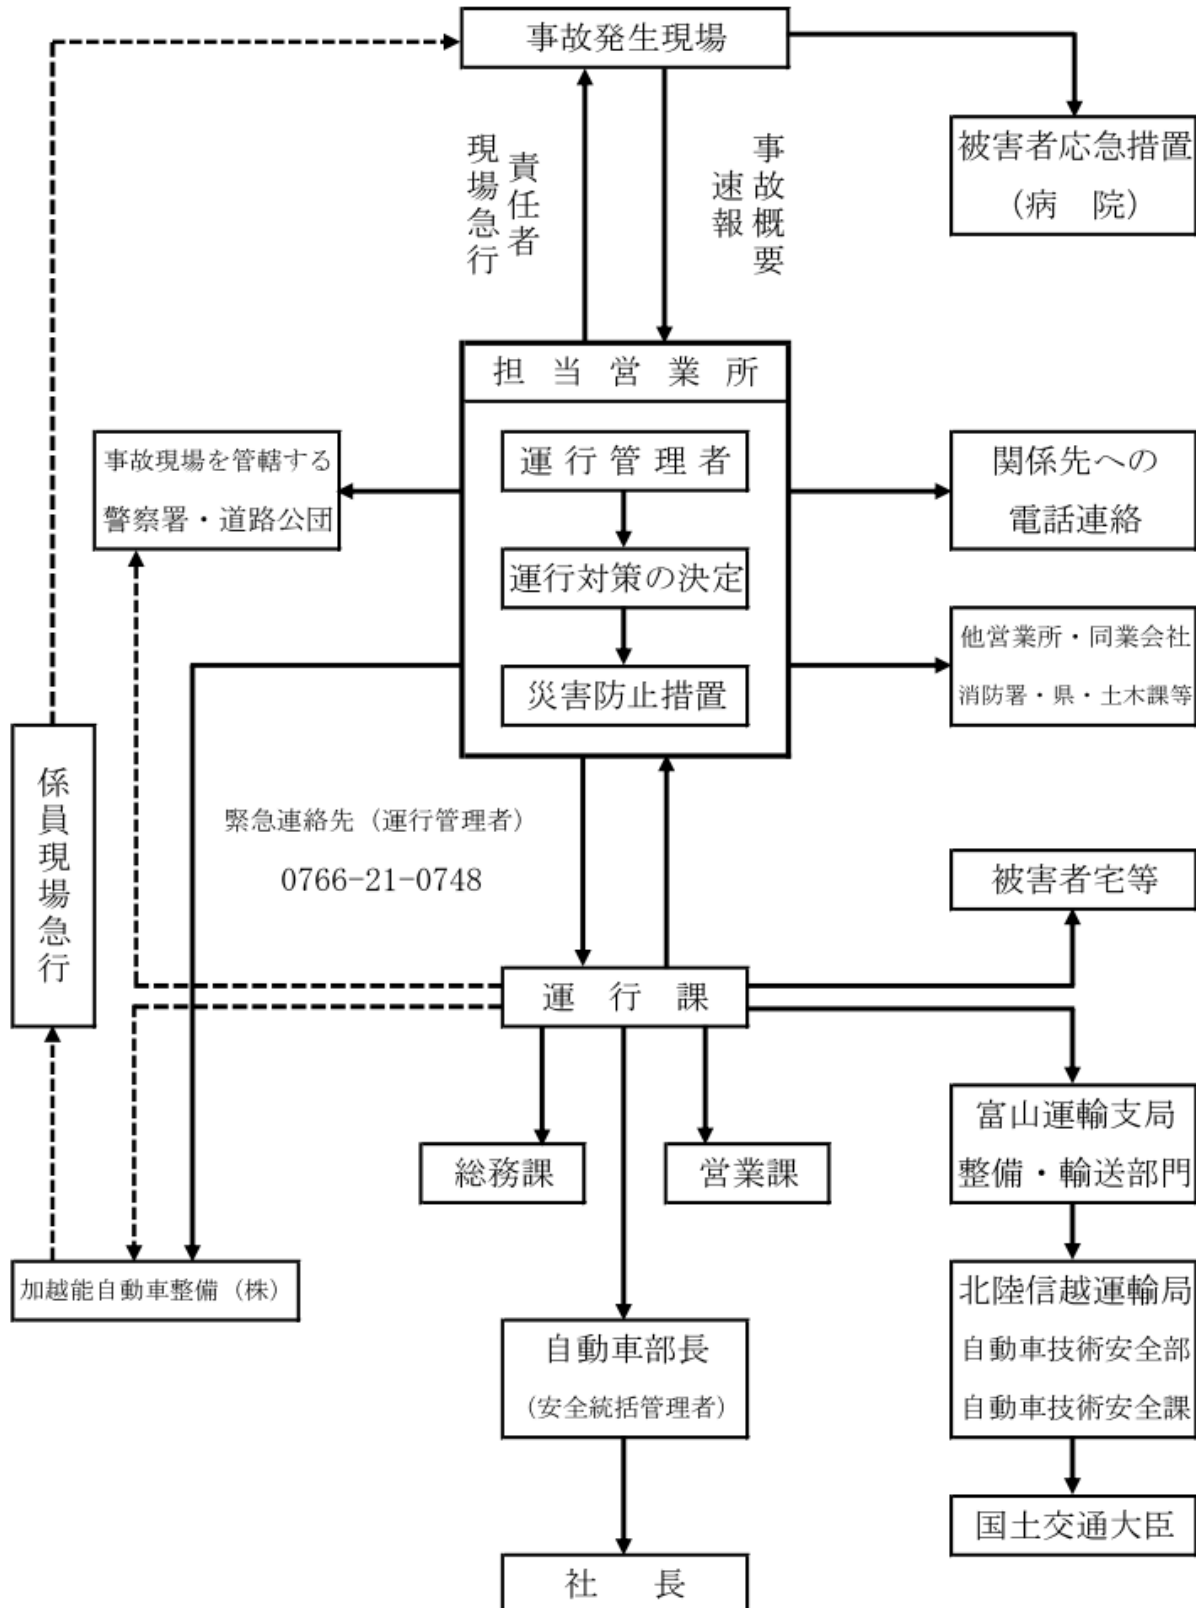 事故発生現場
被害者応急措置
（病　院）
責任者
現場急行
事故概要
速報
担　当　営　業　所
運 行 管 理 者
運行対策の決定
災害防止措置
事故現場を管轄する
警察署・道路公団
関係先への
電話連絡
他営業所・同業会社
消防署・県・土木課等
係員現場急行
緊急連絡先（運行管理者）
0766-21-0748
被害者宅等
運　行　課
総務課
営業課
富山運輸支局
整備・輸送部門
加越能自動車整備（株）
北陸信越運輸局
自動車技術安全部
自動車技術安全課
自動車部長
（安全統括管理者）
国土交通大臣
社　　長